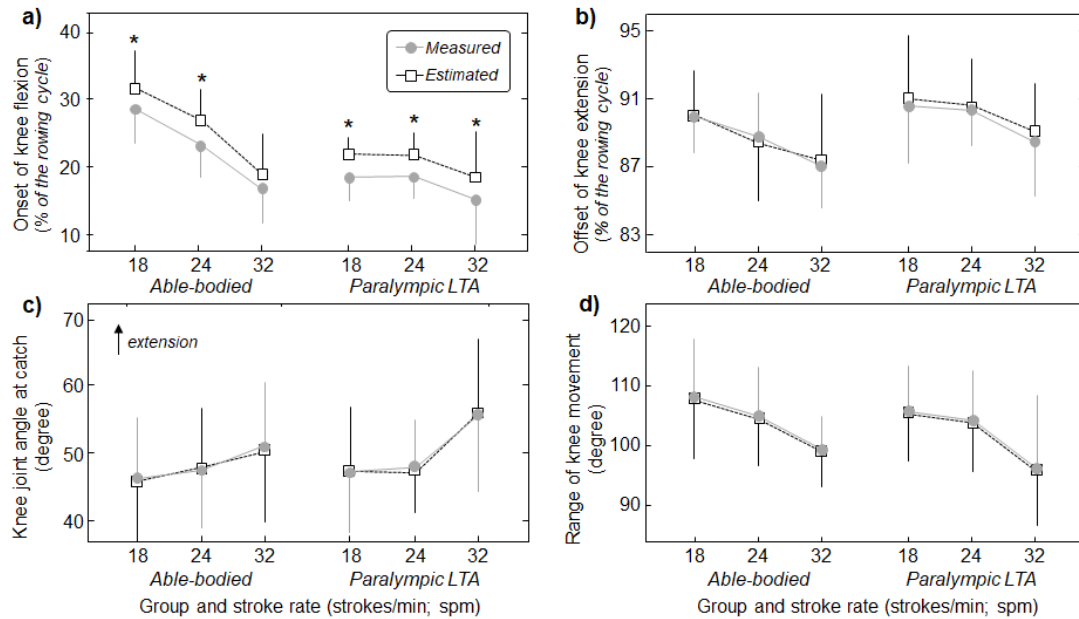 a)
Onset of knee flexion
(% of the rowing cycle)
40
30
20
10
* * * * *
Measured
Estimated
18 24 32 18 24 32
Able-bodied Paralympic LTA
b)
Offset of knee extension
(% of the rowing cycle)
95
91
87
83
18 24 32 18 24 32
Able-bodied Paralympic LTA
c)
Knee joint angle at catch
(degree)
70
60
50
40
extension
18 24 32 18 24 32
Able-bodied Paralympic LTA
Group and stroke rate (strokes/min; spm)
d)
Range of knee movement
(degree)
120
110
100
90
18 24 32 18 24 32
Able-bodied Paralympic LTA
Group and stroke rate (strokes/min; spm)